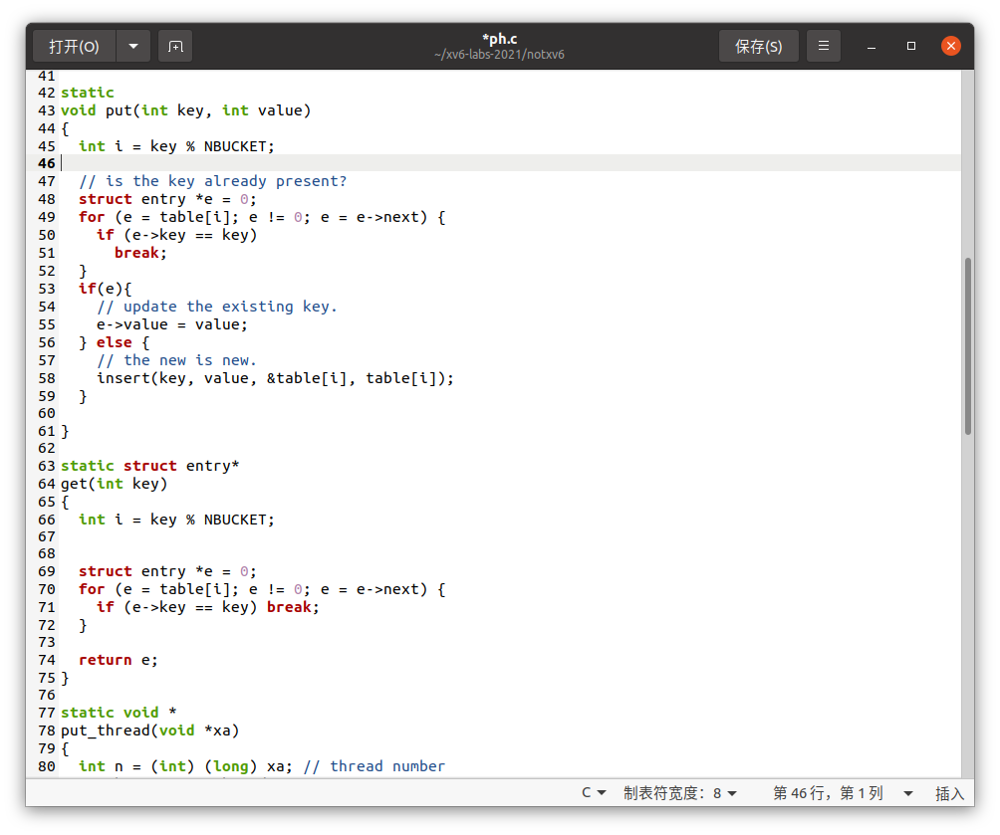 打开(O)
*ph.c
~/xv6-labs-2021/notxv6
保存(S)
41
42 static
43 void put(int key, int value)
44 {
45   int i = key % NBUCKET;
46
47   // is the key already present?
48   struct entry *e = 0;
49   for (e = table[i]; e != 0; e = e->next) {
50     if (e->key == key)
51       break;
52   }
53   if(e){
54     // update the existing key.
55     e->value = value;
56   } else {
57     // the new is new.
58     insert(key, value, &table[i], table[i]);
59   }
60
61 }
62
63 static struct entry*
64 get(int key)
65 {
66   int i = key % NBUCKET;
67
68
69   struct entry *e = 0;
70   for (e = table[i]; e != 0; e = e->next) {
71     if (e->key == key) break;
72   }
73
74   return e;
75 }
76
77 static void *
78 put_thread(void *xa)
79 {
80   int n = (int) (long) xa; // thread number
C 制表符宽度：8 第 46 行，第 1 列 插入